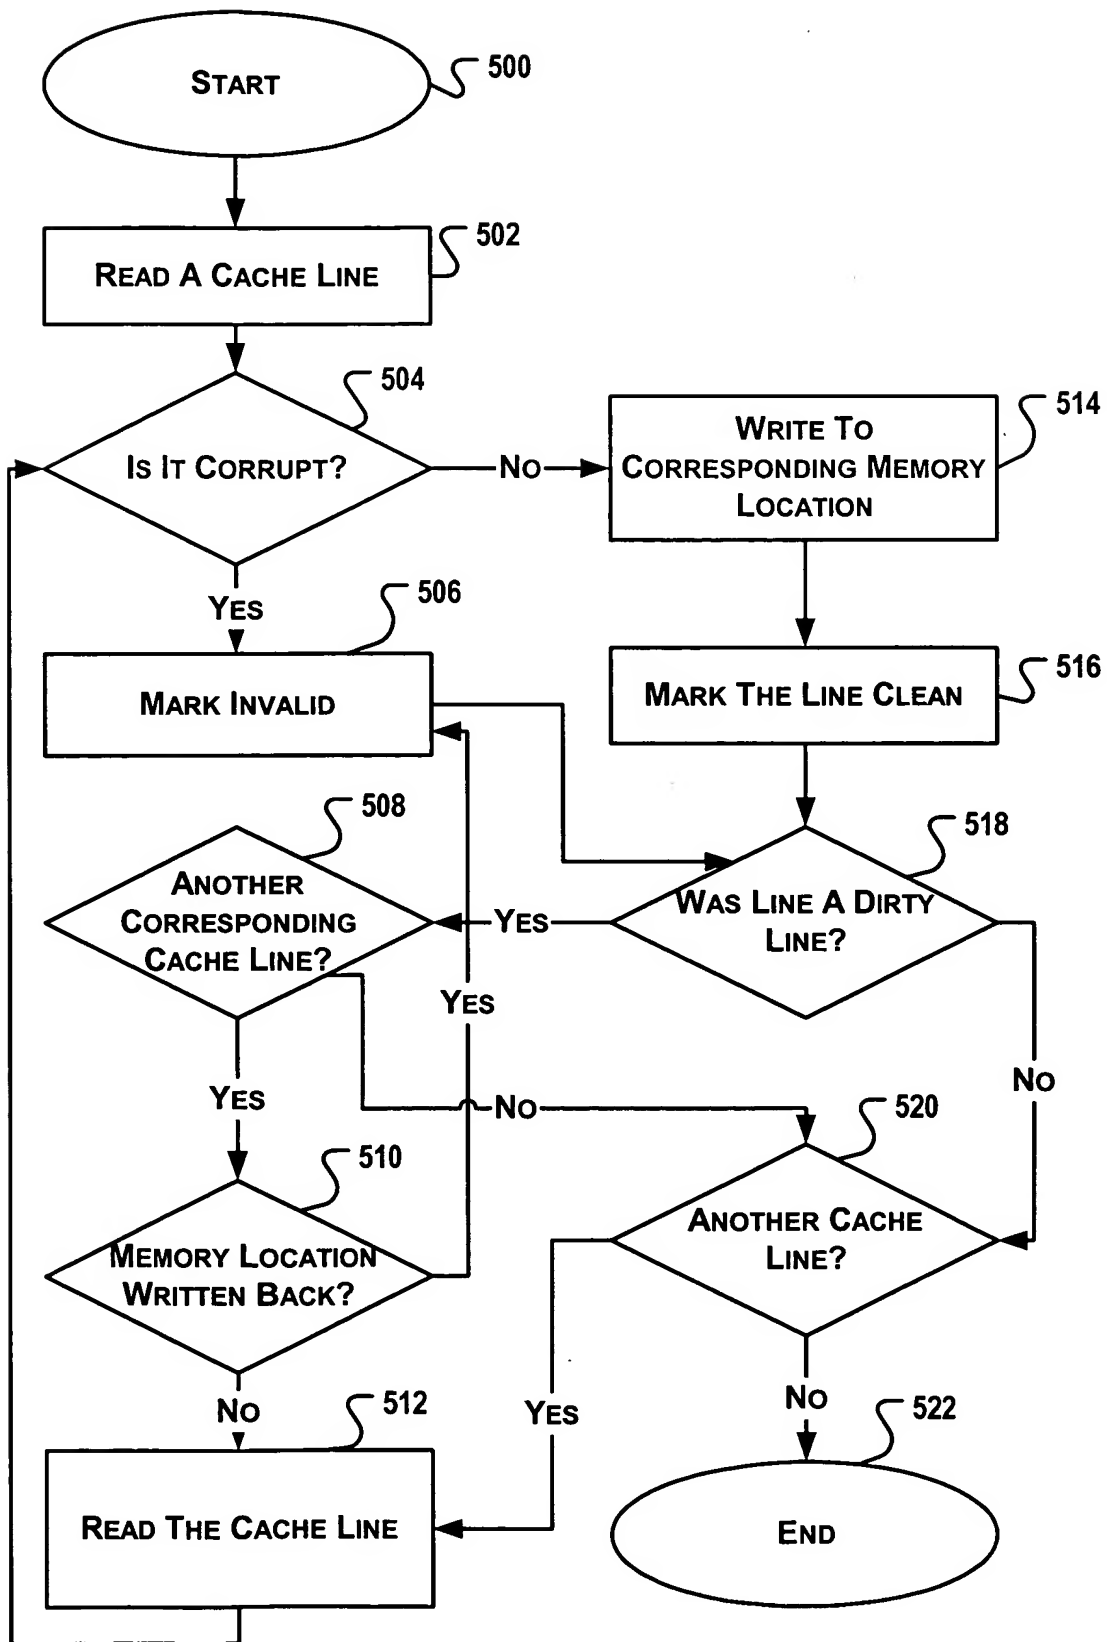 START
500
READ A CACHE LINE
502
504
IS IT CORRUPT?
NO
WRITE TO
CORRESPONDING MEMORY
LOCATION
514
YES
506
MARK INVALID
MARK THE LINE CLEAN
516
508
ANOTHER
CORRESPONDING
CACHE LINE?
YES
518
WAS LINE A DIRTY
LINE?
YES
NO
YES
NO
510
MEMORY LOCATION
WRITTEN BACK?
520
ANOTHER CACHE
LINE?
NO
512
READ THE CACHE LINE
YES
NO
522
END